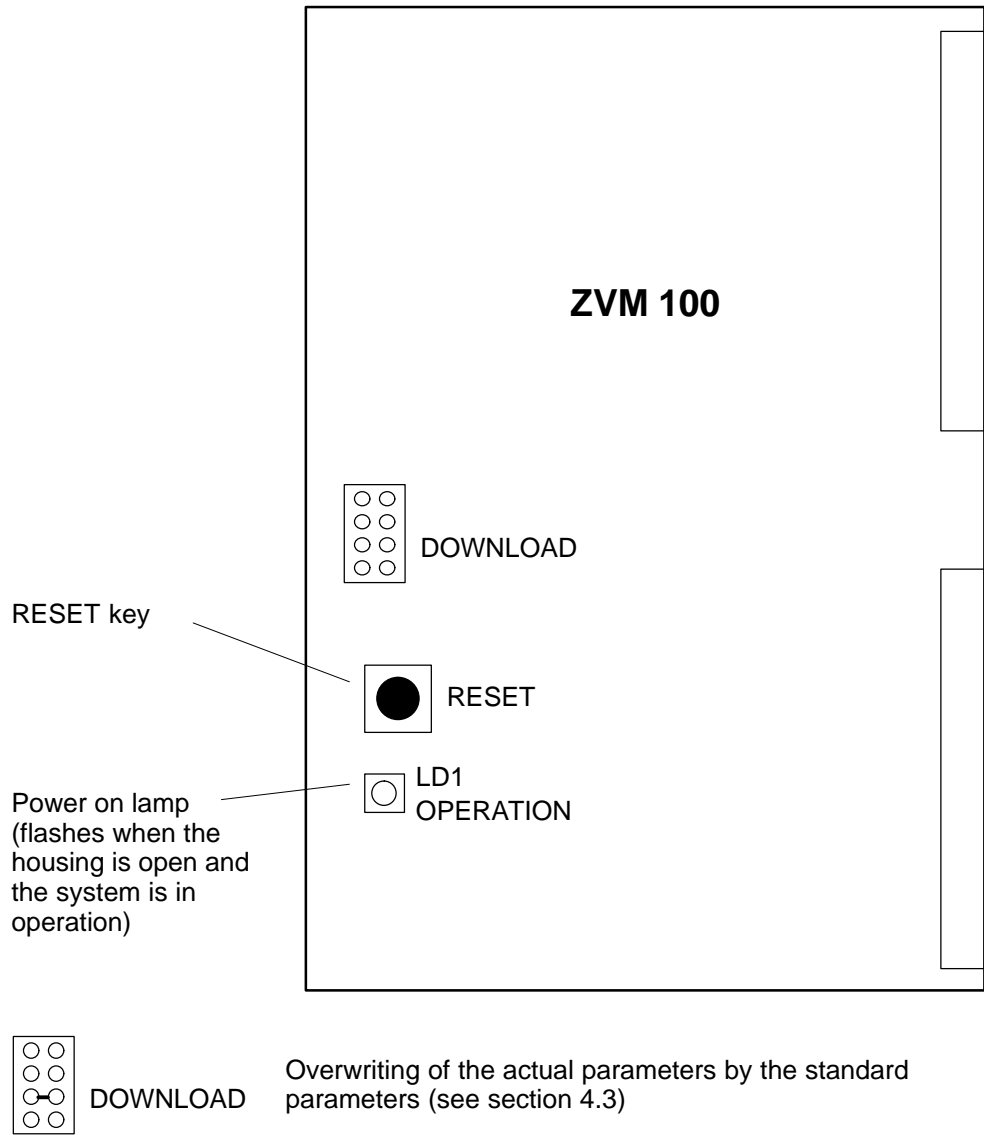 ZVM 100
DOWNLOAD
RESET key
RESET
LD1
OPERATION
Power on lamp
(flashes when the
housing is open and
the system is in
operation)
DOWNLOAD
Overwriting of the actual parameters by the standard
parameters (see section 4.3)